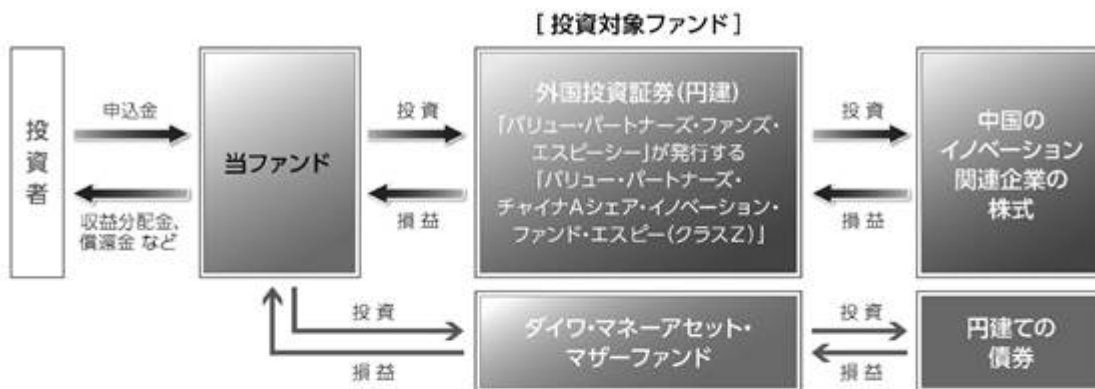 [投資対象ファンド]
投資者
申込金
収益分配金、
償還金 など
当ファンド
投 資
損 益
外国投資証券(円建)
「バリュー・パートナーズ・ファンズ・
エスピーシー」が発行する
「バリュー・パートナーズ・
チャイナAシェア・イノベーション・
ファンド・エスピー(クラスZ)」
投 資
損 益
中国の
イノベーション
関連企業の
株式
投 資
損 益
ダイワ・マネーアセット・
マザーファンド
投 資
損 益
円建ての
債券